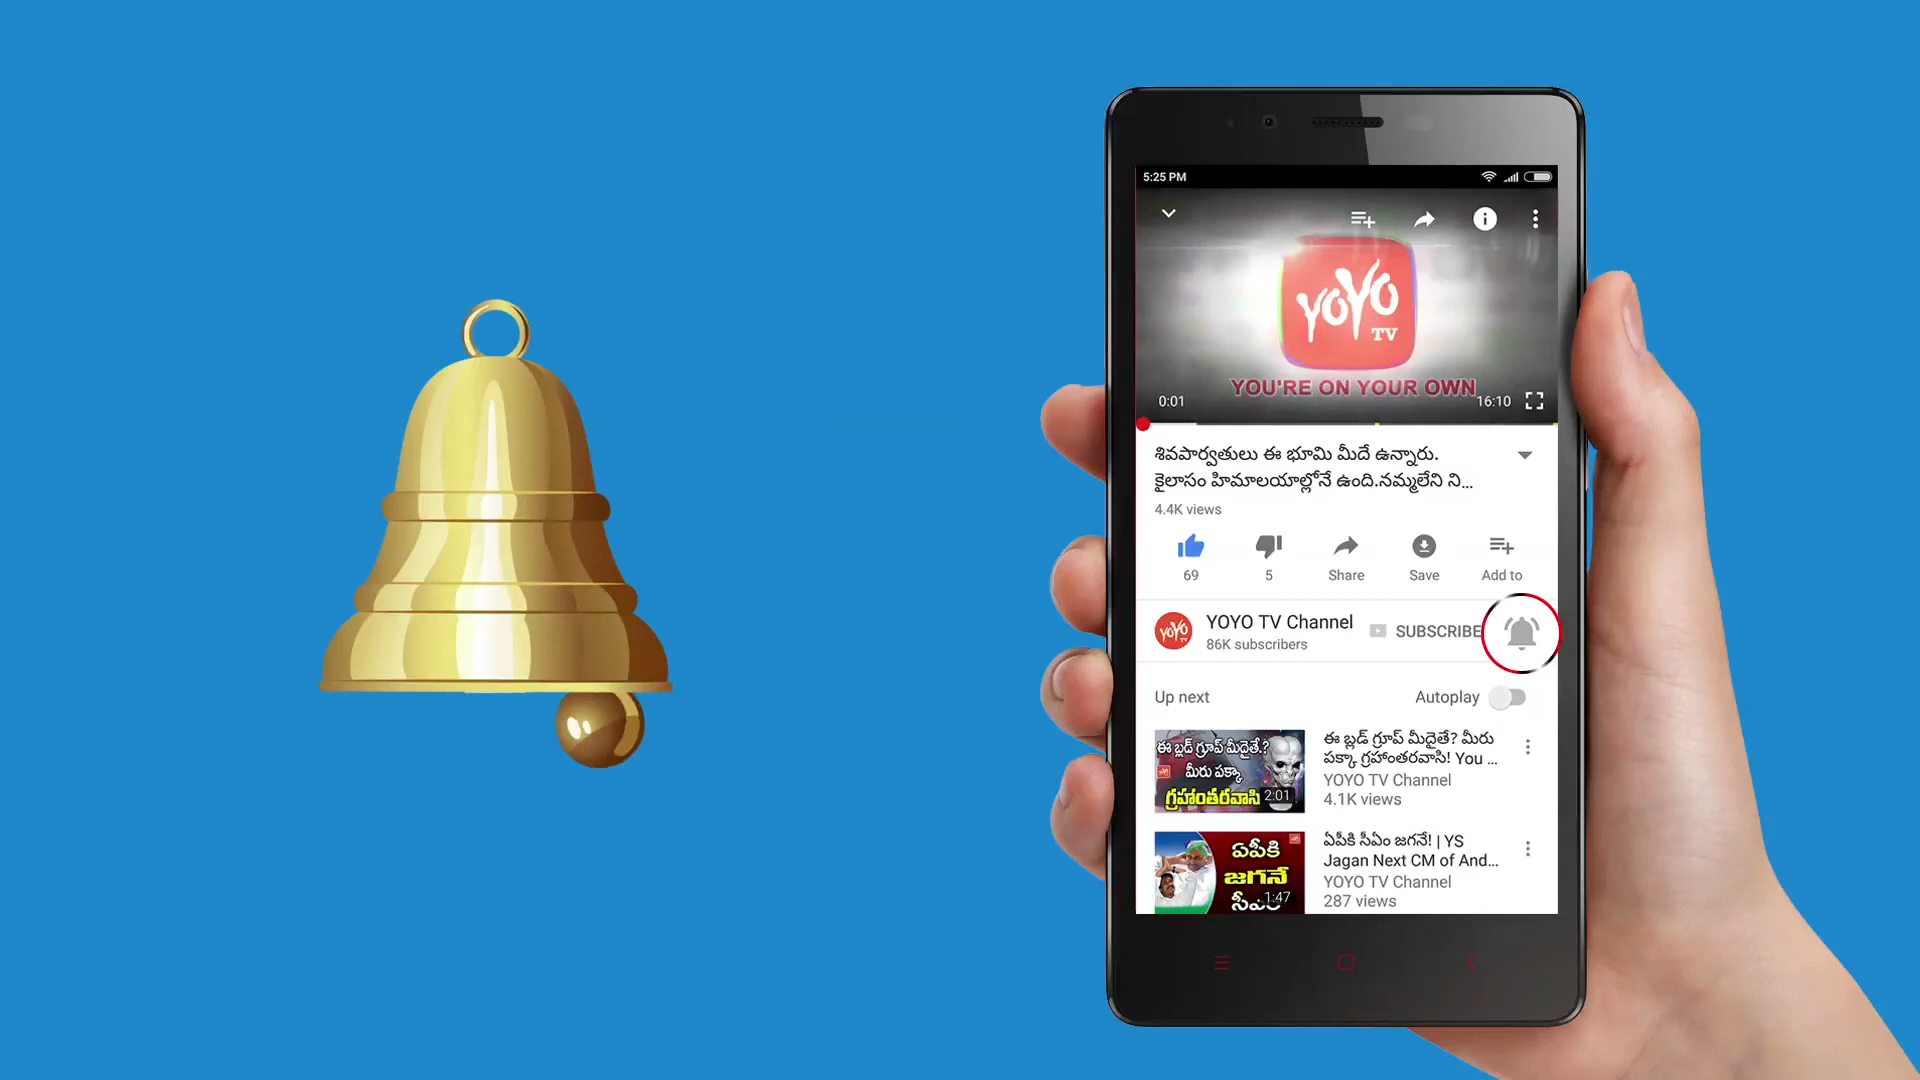 5:25 PM
YOYO
TV
YOU'RE ON YOUR OWN
0:01
16:10
శివపార్వతులు ఈ భూమి మీదే ఉన్నారు.
కైలాసం హిమాలయాల్లోనే ఉంది.నమ్మలేని ని...
4.4K views
69
5
Share
Save
Add to
YOYO TV
YOYO TV Channel
SUBSCRIBE
86K subscribers
Up next
Autoplay
ఈ బ్లడ్ గ్రూప్ మీదైతే.?
మీరు పక్కా
గ్రహాంతరవాసి
2:01
ఈ బ్లడ్ గ్రూప్ మీదైతే? మీరు
పక్కా గ్రహాంతరవాసి! You ...
YOYO TV Channel
4.1K views
ఏపీకి
జగనే
సీఎం
1:47
ఏపీకి సీఎం జగనే! | YS
Jagan Next CM of And...
YOYO TV Channel
287 views